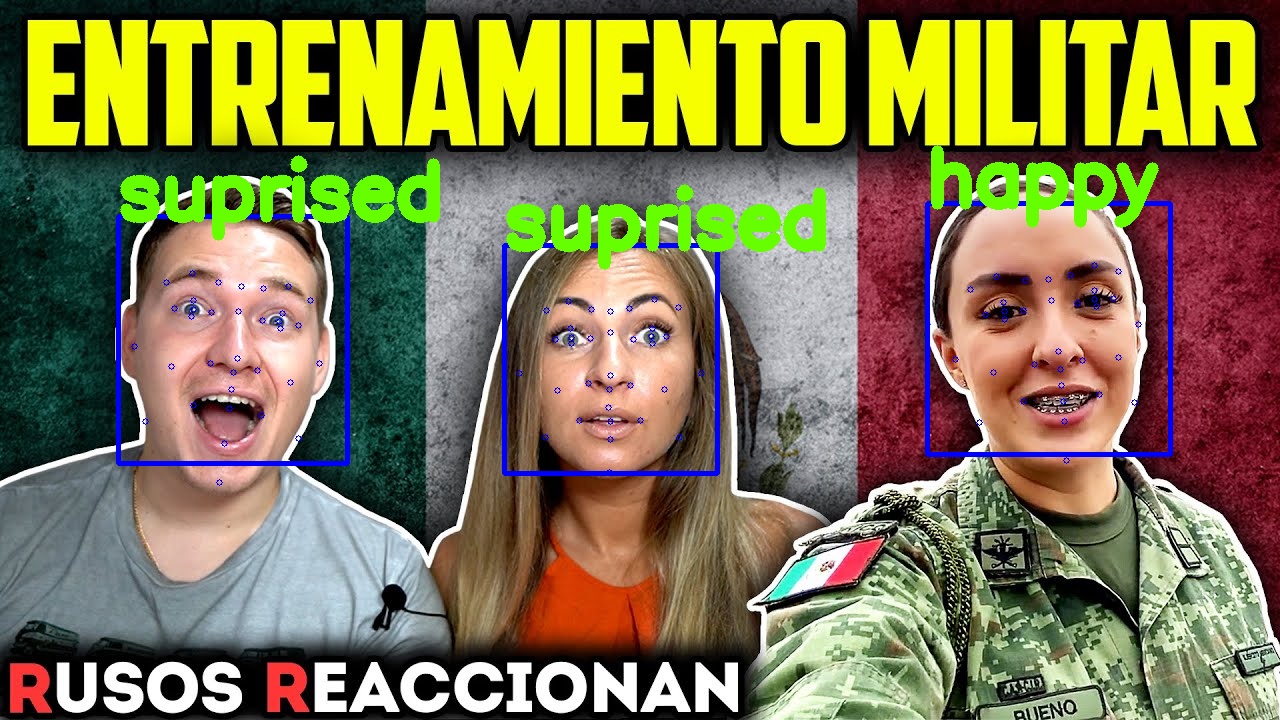 ENTRENAMIENTO MILITAR
suprised
suprised
happy
BUENO
RUSOS REACCIONAN